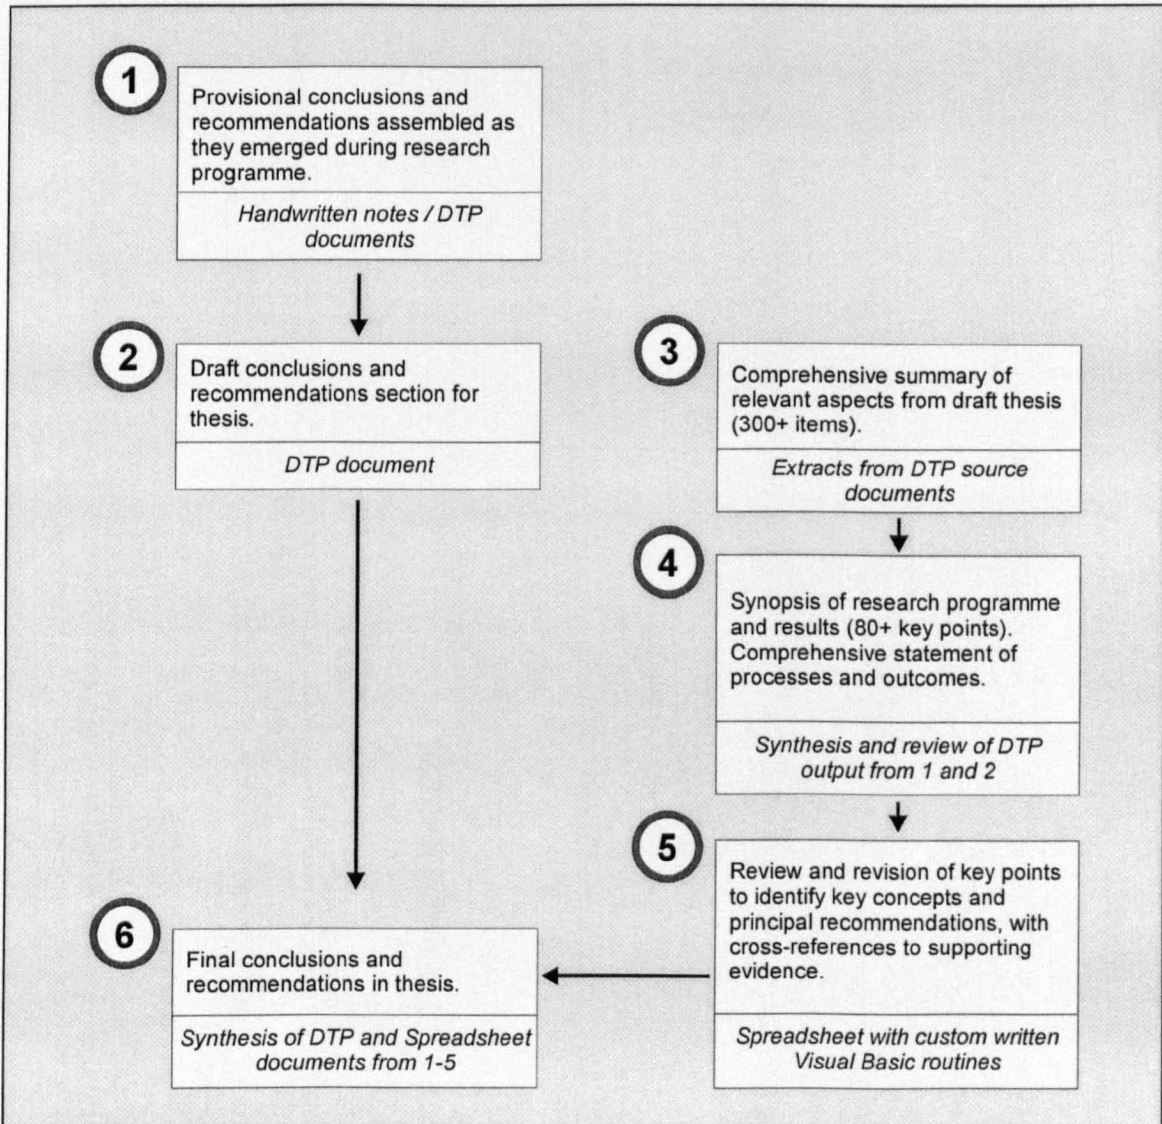 1
Provisional conclusions and
recommendations assembled as
they emerged during research
programme.
Handwritten notes / DTP
documents
2
Draft conclusions and
recommendations section for
thesis.
DTP document
3
Comprehensive summary of
relevant aspects from draft thesis
(300+ items).
Extracts from DTP source
documents
4
Synopsis of research programme
and results (80+ key points).
Comprehensive statement of
processes and outcomes.
Synthesis and review of DTP
output from 1 and 2
5
Review and revision of key points
to identify key concepts and
principal recommendations, with
cross-references to supporting
evidence.
Spreadsheet with custom written
Visual Basic routines
6
Final conclusions and
recommendations in thesis.
Synthesis of DTP and Spreadsheet
documents from 1-5